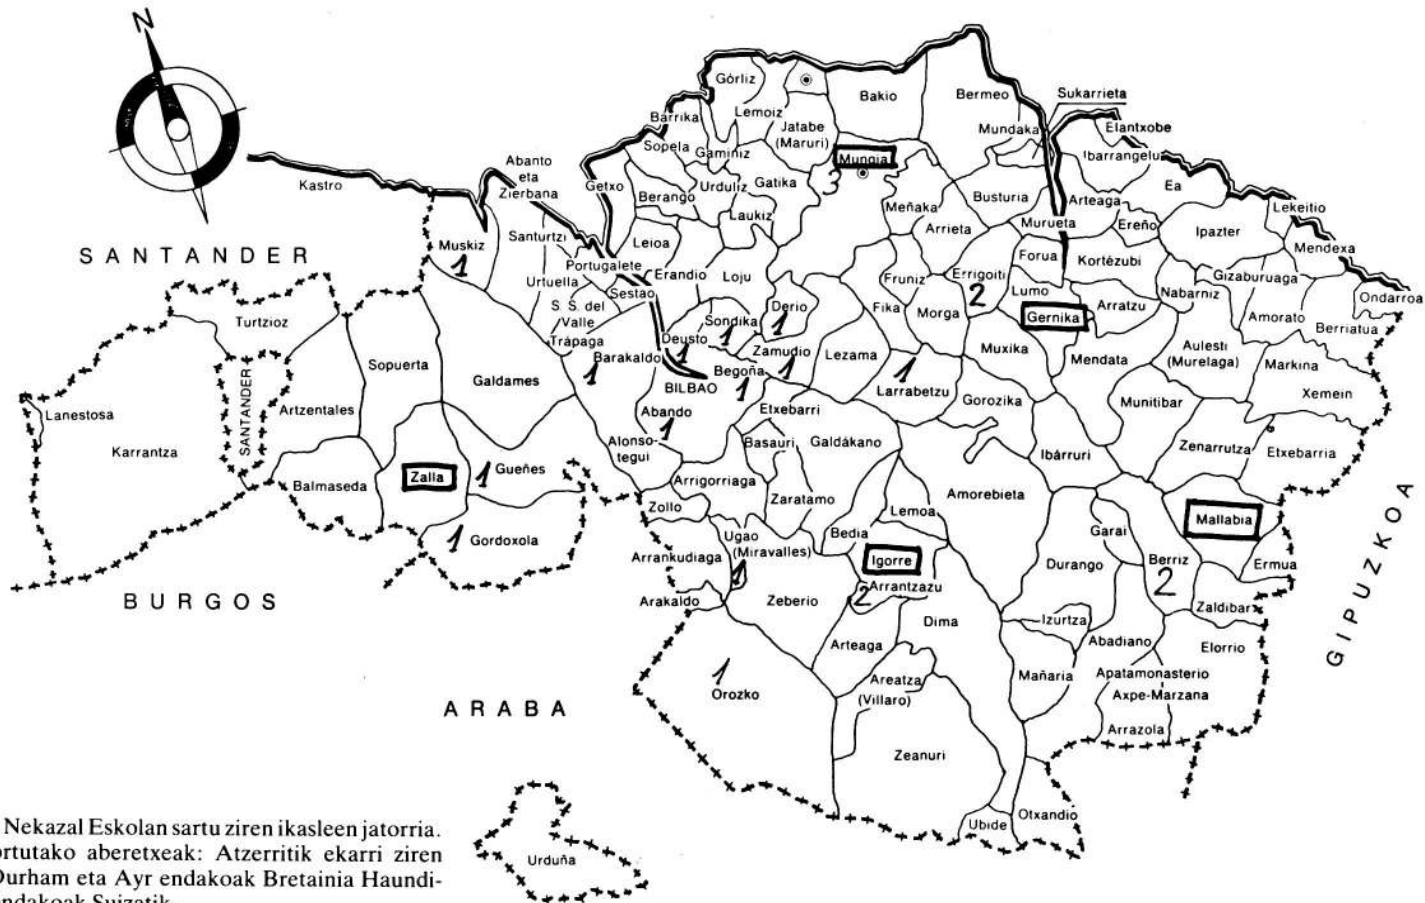 N
Sukarrieta
Górliz
Bakio
Bermeo
Lemoiz
Barrika
Jatabe
(Maruri)
Mundaka
Elantxobe
Sopela
Gaminiz
Mungia
Ibarrangelu
Abanto
eta
Zierbana
Kastro
Getxo
Berango
Urduliz
Gatika
Busturia
Ea
Arteaga
Laukiz
Meñaka
Murueta
Ereño
Lekeitio
Arrieta
Ipazter
SANTANDER
Muskiz
1
Santurtzi
Leioa
Mendexa
Forua
Kortézubi
Portugalete
Erandio
Loju
Fruniz
Errigoiti
2
Gizaburuaga
Urtuella
Sestao
Lumo
Nabarniz
Ondarroa
S. S. del
Valle
Trápaga
Derio
1
Fika
Arratzu
Gernika
Amorato
Berriatua
Turtzioz
Sondika
1
Morga
Deusto
1
Zamudio
1
Lezama
Muxika
Mendata
Aulesti
(Murelaga)
Barakaldo
1
Sopuerta
Begoña
1
Markina
BILBAO
Larrabetzu
1
Galdames
Xemein
Gorozika
Munitibar
SANTANDER
Artzentales
Lanestosa
Abando
1
Etxebarri
Karrantza
Alonso-
tegui
Basauri
Galdákano
Zenarrutza
Etxebarria
Ibárruri
Gueñes
1
Zalla
Balmaseda
Arrigorriaga
Amorebieta
Zaratamo
Zollo
Lemoa
Mallabia
Gordoxola
1
Ugao
(Miravalles)
1
Bedia
Garai
Arrankudiaga
Igorre
Berriz
2
Durango
Ermua
Arrantzazu
2
BURGOS
Arakaldo
Zeberio
Zaldibar
GIPUZKOA
Dima
Izurtza
Abadiano
Arteaga
Elorrio
Mañaria
Apatamonasterio
Areatza
(Villaro)
Axpe-Marzana
1
Orozko
ARABA
Arrazola
Zeanuri
Otxandio
Ubide
Urduña
Nekazal Eskolan sartu ziren ikasleen jatorria.
ortutako aberetxeak: Atzerritik ekarri ziren
Durham eta Ayr endakoak Bretainia Haundi-
endakoak Suizatik